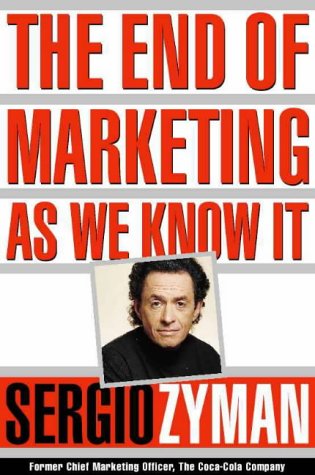 THE END OF
MARKETING
AS WE KNOW IT
SERGIO ZYMAN
Former Chief Marketing Officer, The Coca-Cola Company